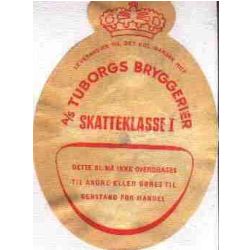 LEVERANDØR TIL DET KGL. DANSKE HOF
A/S TUBORGS BRYGGERIER
SKATTEKLASSE I
DETTE ØL MÅ IKKE OVERDRAGES
TIL ANDRE ELLER GØRES TIL
GENSTAND FOR HANDEL